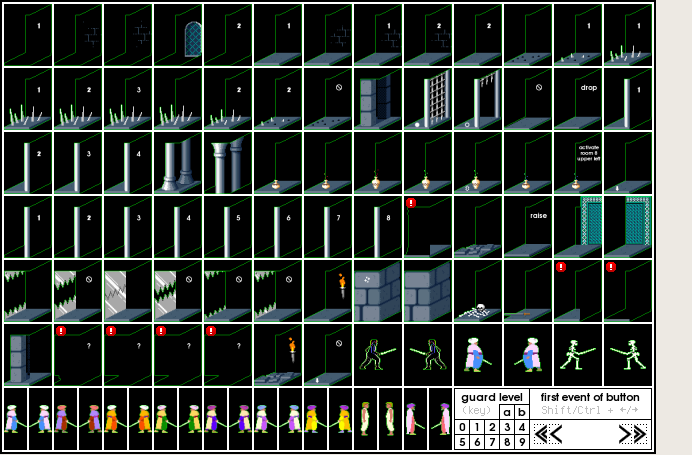 1 2 1 2 2 1 1
1 2 3 2 2 drop 1
2 3 4 activate
room 8
upper left
1 2 3 4 5 6 7 8 ! raise
! !
! ? ! ? ! ? ! ?
guard level
(key) a b
0 1 2 3 4
5 6 7 8 9
first event of button
Shift/Ctrl + ←/→